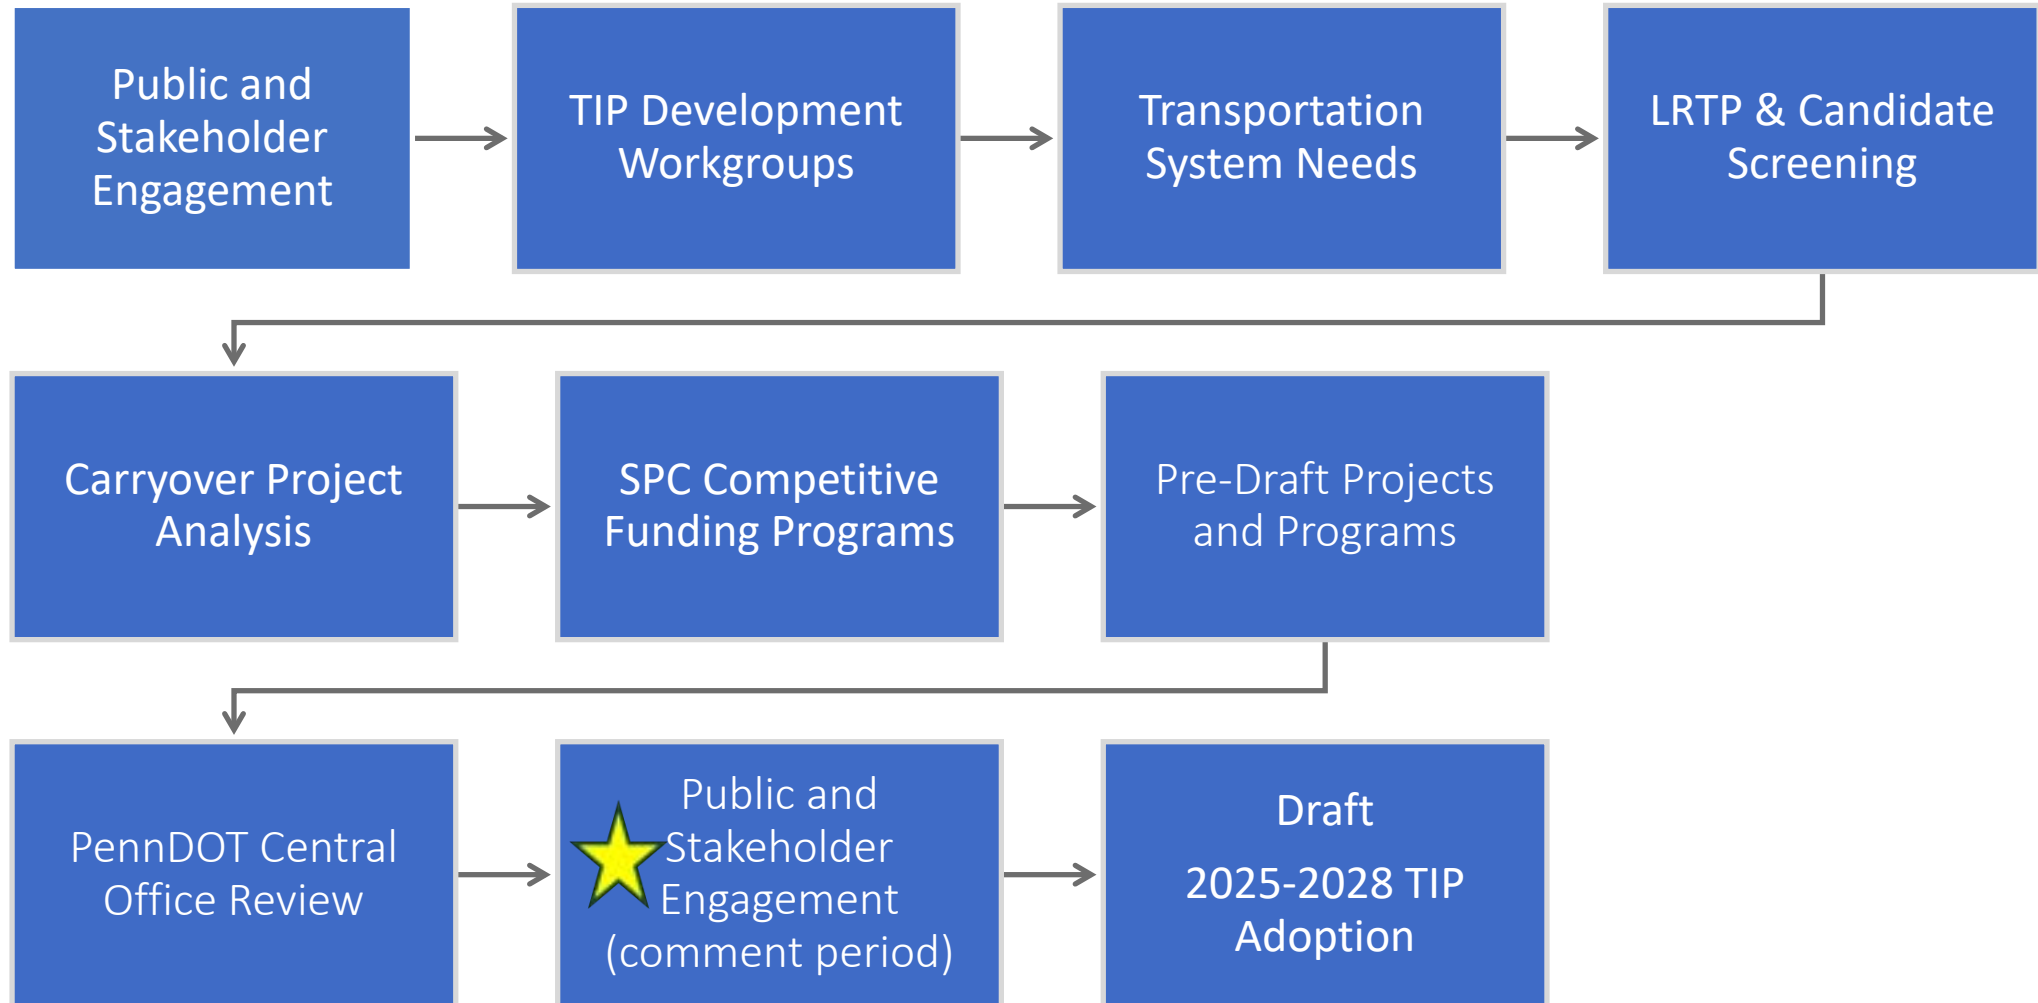 Public and
Stakeholder
Engagement
TIP Development
Workgroups
Transportation
System Needs
LRTP & Candidate
Screening
Carryover Project
Analysis
SPC Competitive
Funding Programs
Pre-Draft Projects
and Programs
PennDOT Central
Office Review
Public and
Stakeholder
Engagement
(comment period)
Draft
2025-2028 TIP
Adoption